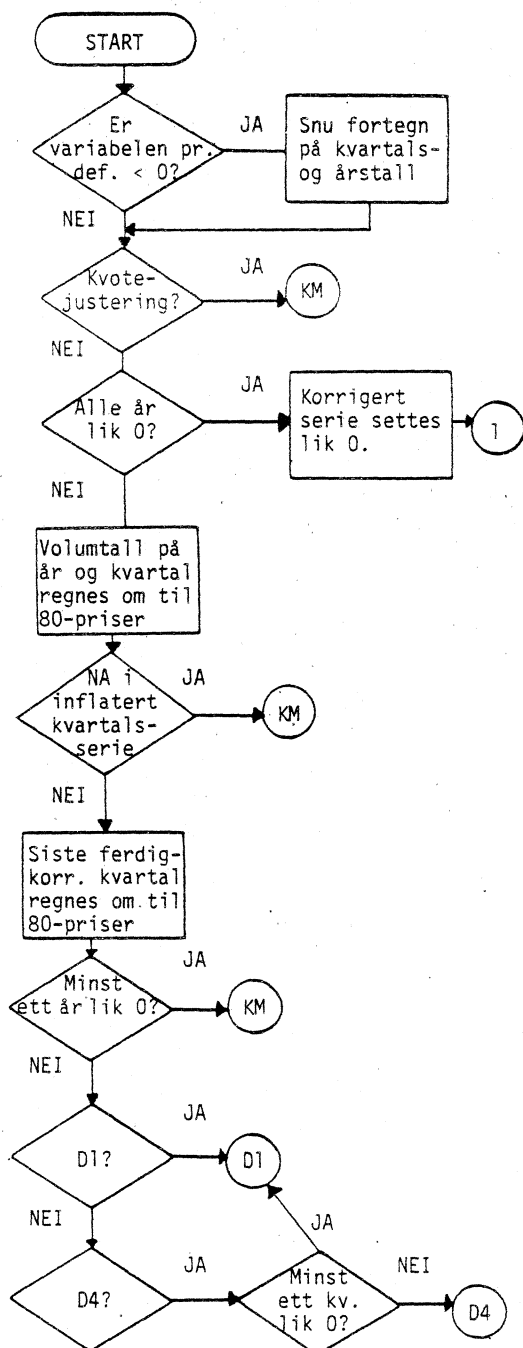 START
Er
variabelen pr.
def. < 0?
JA
Snu fortegn
på kvartals-
og årstall
NEI
Kvote-
justering?
JA
KM
NEI
Alle år
lik 0?
JA
Korrigert
serie settes
lik 0.
1
NEI
Volumtall på
år og kvartal
regnes om til
80-priser
NA i
inflatert
kvartals-
serie
JA
KM
NEI
Siste ferdig-
korr. kvartal
regnes om til
80-priser
Minst
ett år lik 0?
JA
KM
NEI
D1?
JA
D1
NEI
JA
D4?
JA
Minst
ett kv.
lik 0?
NEI
D4